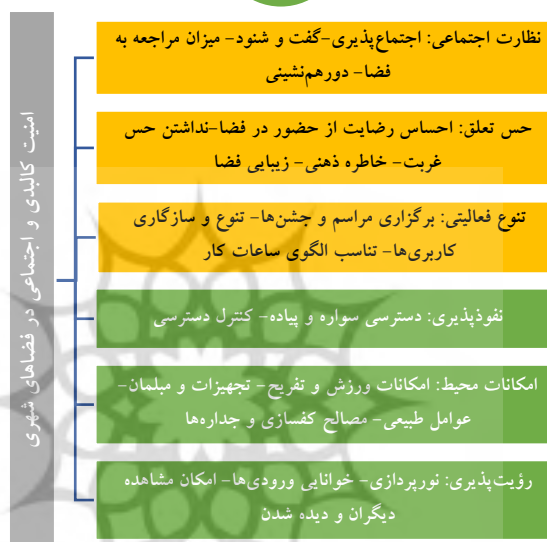 امنیت کالبدی و اجتماعی در فضاهای شهری
نظارت اجتماعی: اجتماع‌پذیری-گفت و شنود- میزان مراجعه به
فضا- دورهم‌نشینی
حس تعلق: احساس رضایت از حضور در فضا-نداشتن حس
غربت- خاطره ذهنی- زیبایی فضا
تنوع فعالیتی: برگزاری مراسم و جشن‌ها- تنوع و سازگاری
کاربری‌ها- تناسب الگوی ساعات کار
نفوذپذیری: دسترسی سواره و پیاده- کنترل دسترسی
امکانات محیط: امکانات ورزش و تفریح- تجهیزات و مبلمان-
عوامل طبیعی- مصالح کفسازی و جداره‌ها
رؤیت‌پذیری: نورپردازی- خوانایی ورودی‌ها- امکان مشاهده
دیگران و دیده شدن